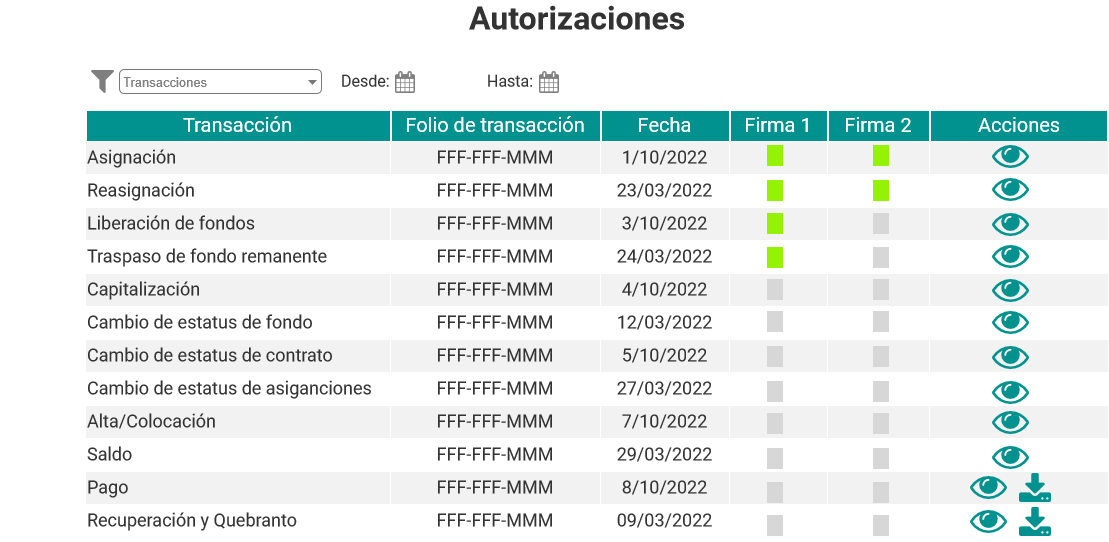 Autorizaciones
Transacciones Desde: Hasta:
Transacción Folio de transacción Fecha Firma 1 Firma 2 Acciones
Asignación FFF-FFF-MMM 1/10/2022
Reasignación FFF-FFF-MMM 23/03/2022
Liberación de fondos FFF-FFF-MMM 3/10/2022
Traspaso de fondo remanente FFF-FFF-MMM 24/03/2022
Capitalización FFF-FFF-MMM 4/10/2022
Cambio de estatus de fondo FFF-FFF-MMM 12/03/2022
Cambio de estatus de contrato FFF-FFF-MMM 5/10/2022
Cambio de estatus de asiganciones FFF-FFF-MMM 27/03/2022
Alta/Colocación FFF-FFF-MMM 7/10/2022
Saldo FFF-FFF-MMM 29/03/2022
Pago FFF-FFF-MMM 8/10/2022
Recuperación y Quebranto FFF-FFF-MMM 09/03/2022